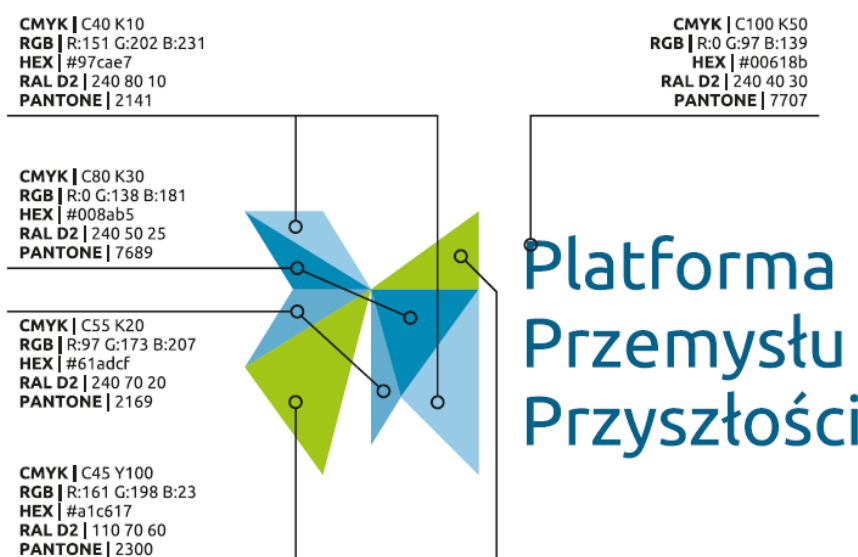 CMYK | C40 K10
RGB | R:151 G:202 B:231
HEX | #97cae7
RAL D2 | 240 80 10
PANTONE | 2141
CMYK | C100 K50
RGB | R:0 G:97 B:139
HEX | #00618b
RAL D2 | 240 40 30
PANTONE | 7707
CMYK | C80 K30
RGB | R:0 G:138 B:181
HEX | #008ab5
RAL D2 | 240 50 25
PANTONE | 7689
CMYK | C55 K20
RGB | R:97 G:173 B:207
HEX | #61adcf
RAL D2 | 240 70 20
PANTONE | 2169
CMYK | C45 Y100
RGB | R:161 G:198 B:23
HEX | #a1c617
RAL D2 | 110 70 60
PANTONE | 2300
Platforma
Przemysłu
Przyszłości